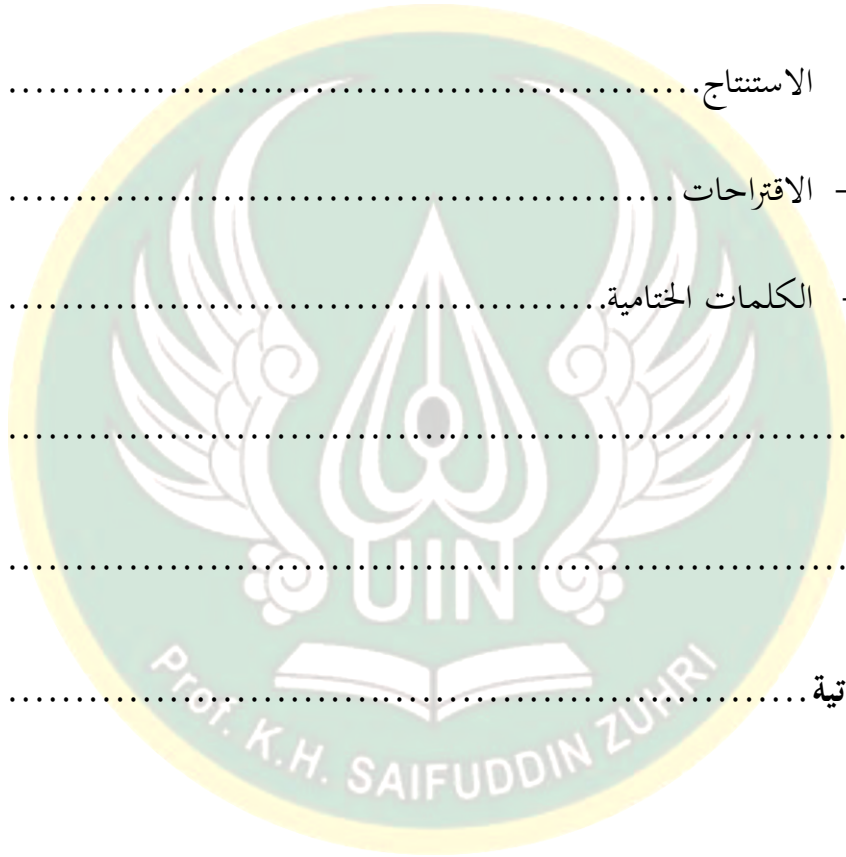 الاستنتاج.....................................................
- الاقتراحات.....................................................
- الكلمات الختامية..............................................
................................................................
................................................................
تية.............................................................
UIN
Prof. K.H. SAIFUDDIN ZUHRI